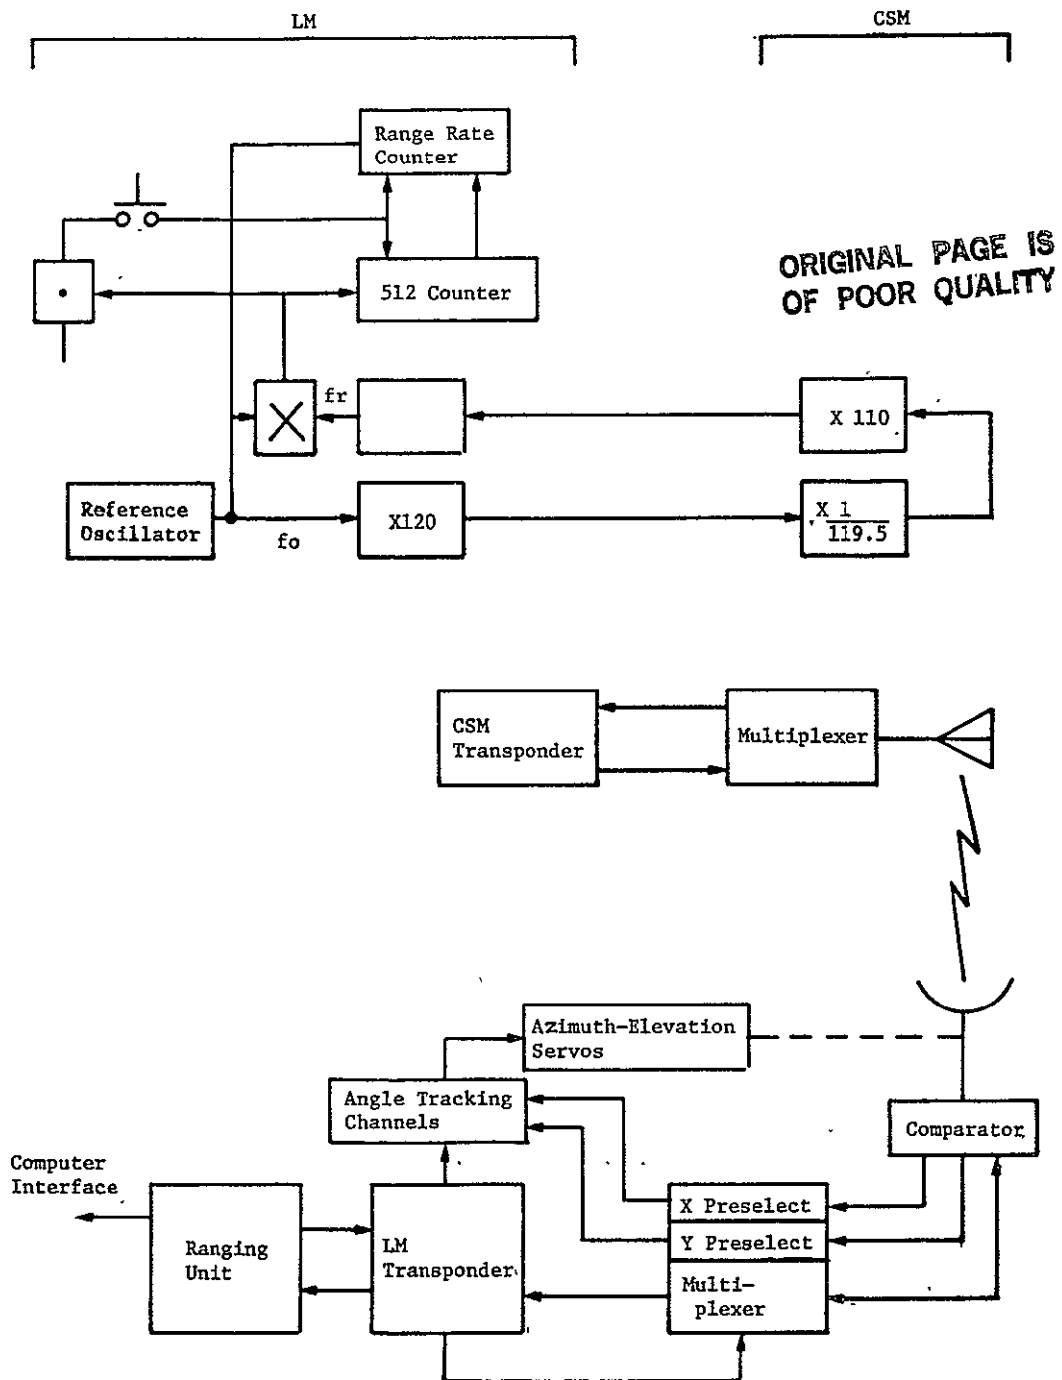 LM
CSM
Range Rate
Counter
ORIGINAL PAGE IS
OF POOR QUALITY
512 Counter
fr
X 110
Reference
Oscillator
fo
X120
X 1
119.5
CSM
Transponder
Multiplexer
Azimuth-Elevation
Servos
Angle Tracking
Channels
Comparator
Computer
Interface
Ranging
Unit
LM
Transponder
X Preselect
Y Preselect
Multi-
plexer